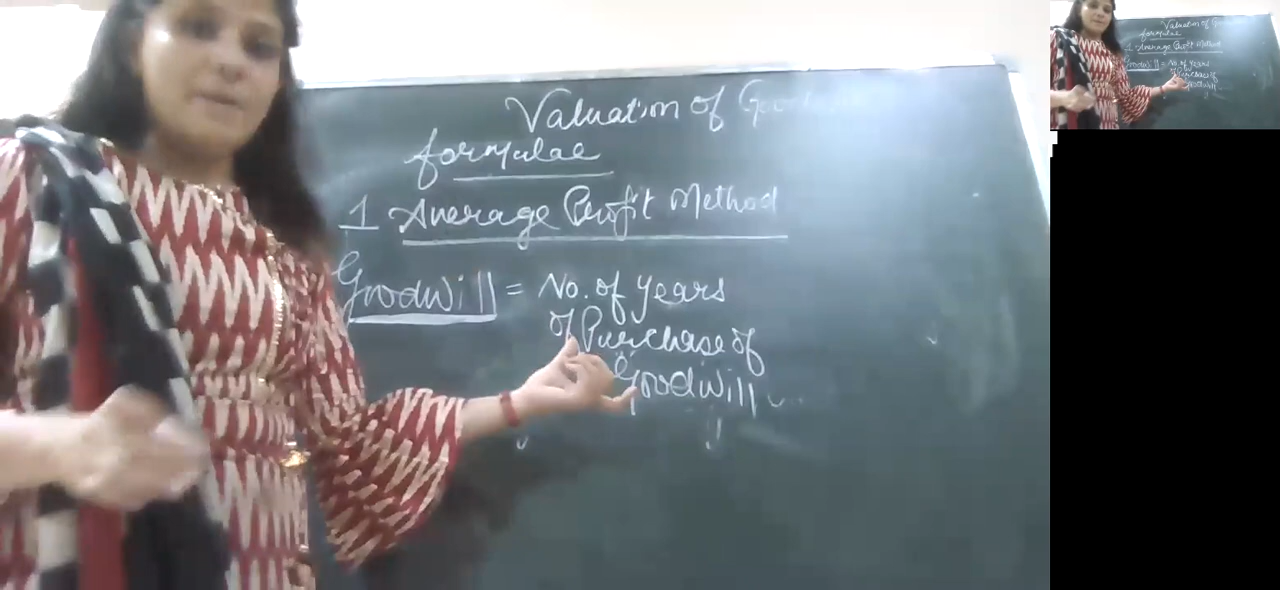 Valuation of
formulae
1 Average Profit Method
Goodwill = No. of years
of Purchase of
Goodwill